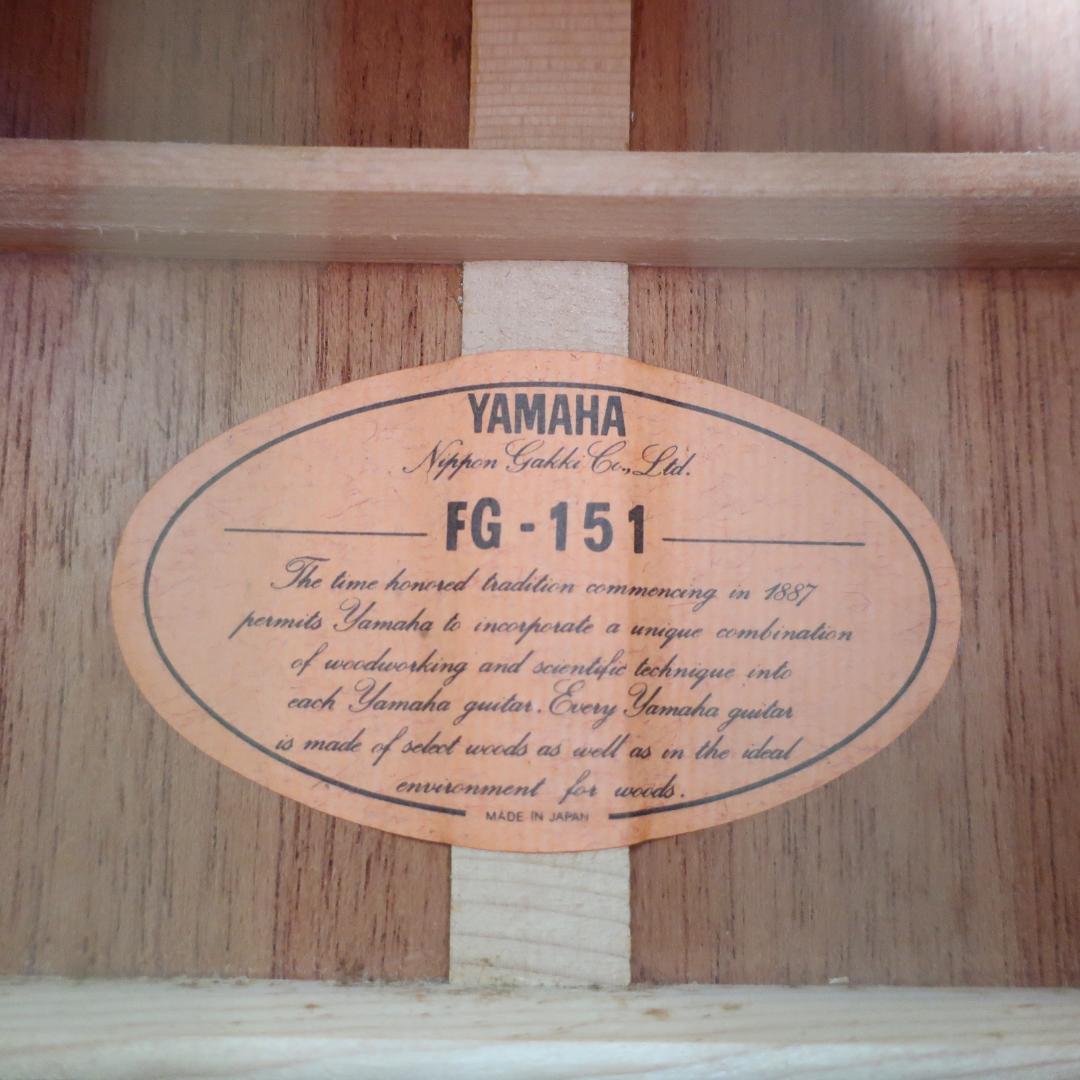 YAMAHA
Nippon Gakki Co., Ltd.
FG-151
The time honored tradition commencing in 1887
permits Yamaha to incorporate a unique combination
of woodworking and scientific technique into
each Yamaha guitar. Every Yamaha guitar
is made of select woods as well as in the ideal
environment for woods.
MADE IN JAPAN